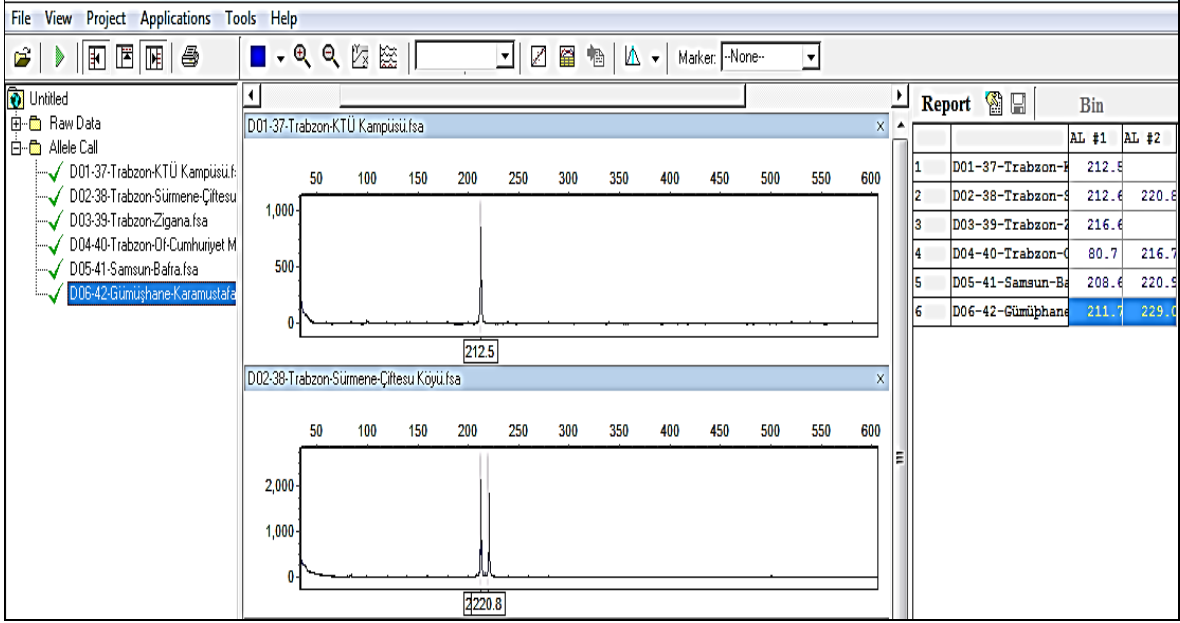 File View Project Applications Tools Help
Marker: --None--
Untitled
Raw Data
Allele Call
D01-37-Trabzon-KTÜ Kampüsü.f
D02-38-Trabzon-Sürmene-Çiftesu
D03-39-Trabzon-Zigana.fsa
D04-40-Trabzon-Of-Cumhuriyet M
D05-41-Samsun-Bafra.fsa
D06-42-Gümüşhane-Karamustafa
D01-37-Trabzon-KTÜ Kampüsü.fsa
50 100 150 200 250 300 350 400 450 500 550 600
1,000
500
0
212.5
D02-38-Trabzon-Sürmene-Çiftesu Köyü.fsa
50 100 150 200 250 300 350 400 450 500 550 600
2,000
1,000
0
2 220.8
Report Bin
AL #1 AL #2
1 D01-37-Trabzon-K 212.5
2 D02-38-Trabzon-S 212.6 220.8
3 D03-39-Trabzon-Z 216.6
4 D04-40-Trabzon-O 80.7 216.7
5 D05-41-Samsun-Ba 208.6 220.9
6 D06-42-Gümüþhane 211.7 229.0